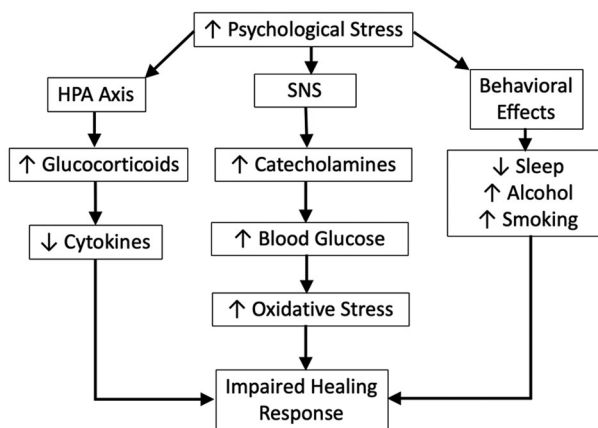 ↑ Psychological Stress
HPA Axis
SNS
Behavioral
Effects
↑ Glucocorticoids
↑ Catecholamines
↓ Sleep
↑ Alcohol
↑ Smoking
↓ Cytokines
↑ Blood Glucose
↑ Oxidative Stress
Impaired Healing
Response